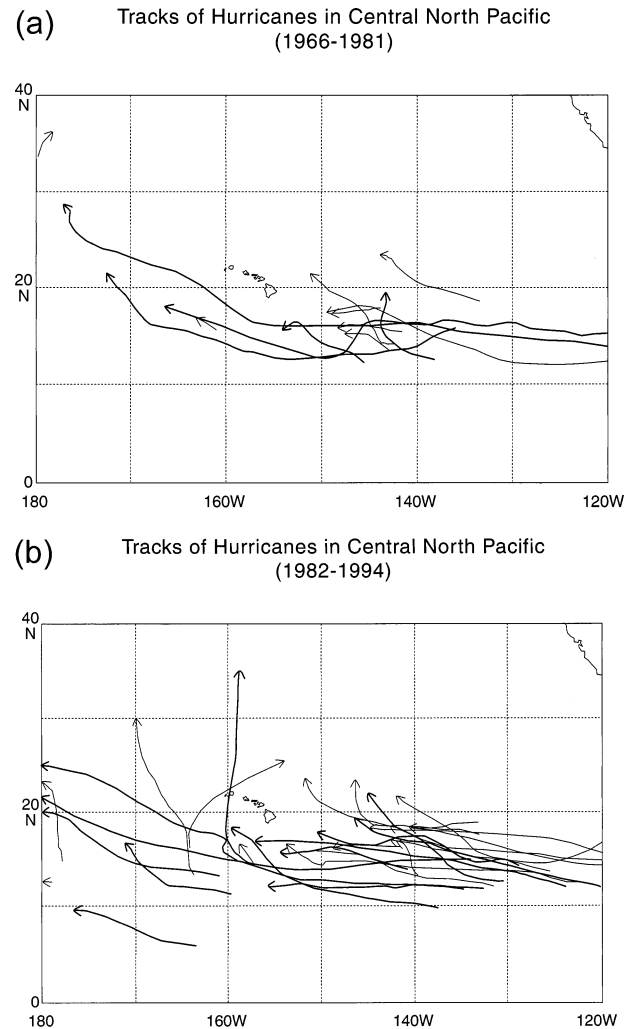 (a)
Tracks of Hurricanes in Central North Pacific
(1966-1981)
40
N
20
N
0
180
160W
140W
120W
(b)
Tracks of Hurricanes in Central North Pacific
(1982-1994)
40
N
20
N
0
180
160W
140W
120W